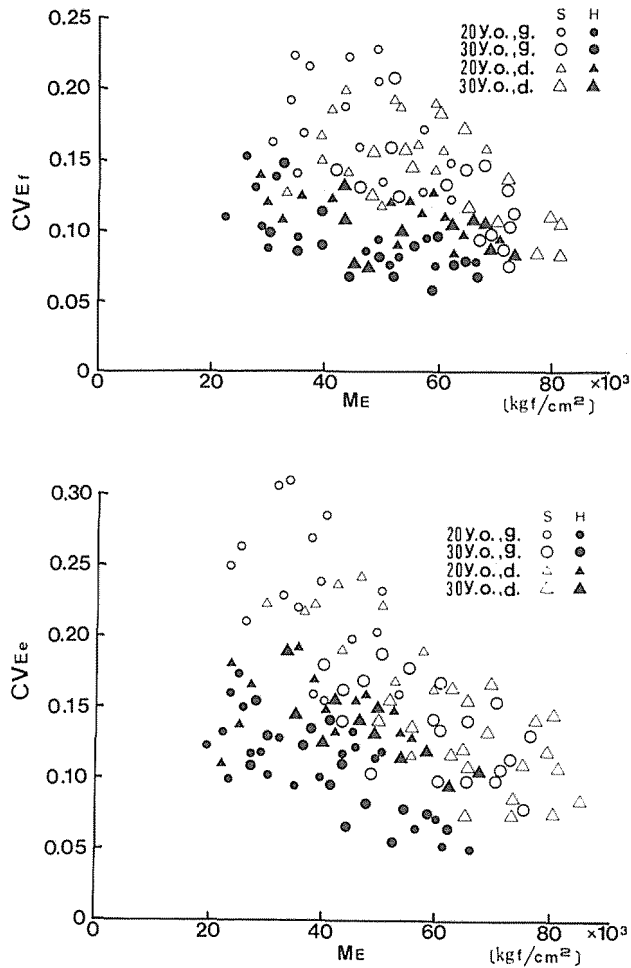 S H
20y.o.,g.
30y.o.,g.
20y.o.,d.
30y.o.,d.
CVEf
0.25
0.20
0.15
0.10
0.05
0
0 20 40 60 80 ×10³
ME [kgf/cm²]
S H
20y.o.,g.
30y.o.,g.
20y.o.,d.
30y.o.,d.
CVEe
0.30
0.25
0.20
0.15
0.10
0.05
0
0 20 40 60 80 ×10³
ME [kgf/cm²]